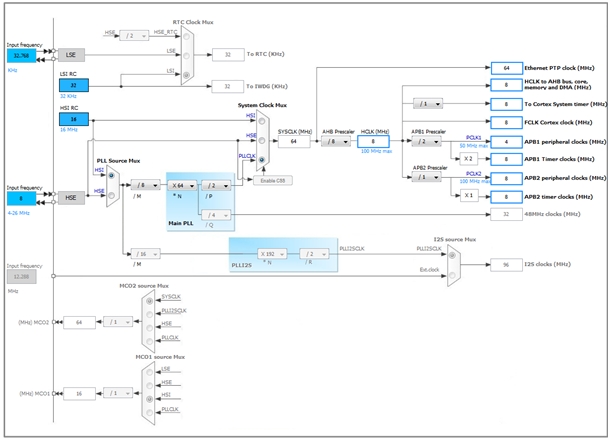 RTC Clock Mux
HSE / 2 HSE_RTC
Input frequency
32.768 LSE LSE 32 To RTC (KHz)
KHz
LSI RC LSI
32 32 To IWDG (KHz)
32 KHz
HSI RC
16
16 MHz
System Clock Mux
HSI
HSE
PLLCLK
Enable CSS
SYSCLK (MHz) AHB Prescaler HCLK (MHz)
64 / 8 8
100 MHz max
64 Ethernet PTP clock (MHz)
8 HCLK to AHB bus, core, memory and DMA (MHz)
/ 1 8 To Cortex System timer (MHz)
8 FCLK Cortex clock (MHz)
APB1 Prescaler PCLK1
/ 2 4 APB1 peripheral clocks (MHz)
50 MHz max
X 2 8 APB1 Timer clocks (MHz)
APB2 Prescaler PCLK2
/ 1 8 APB2 peripheral clocks (MHz)
100 MHz max
X 1 8 APB2 timer clocks (MHz)
32 48MHz clocks (MHz)
PLL Source Mux
HSI
HSE
Input frequency
8 HSE
4-26 MHz
/ 8 X 64 / 2
/ M * N / P
/ 4
Main PLL / Q
/ 16 X 192 / 2 PLLI2SCLK
/ M PLLI2S * N / R
I2S source Mux
PLLI2SCLK
Ext.clock
96 I2S clocks (MHz)
Input frequency
12.288
MHz
MCO2 source Mux
SYSCLK
PLLI2SCLK
HSE
PLLCLK
(MHz) MCO2 64 / 1
MCO1 source Mux
LSE
HSE
HSI
PLLCLK
(MHz) MCO1 16 / 1